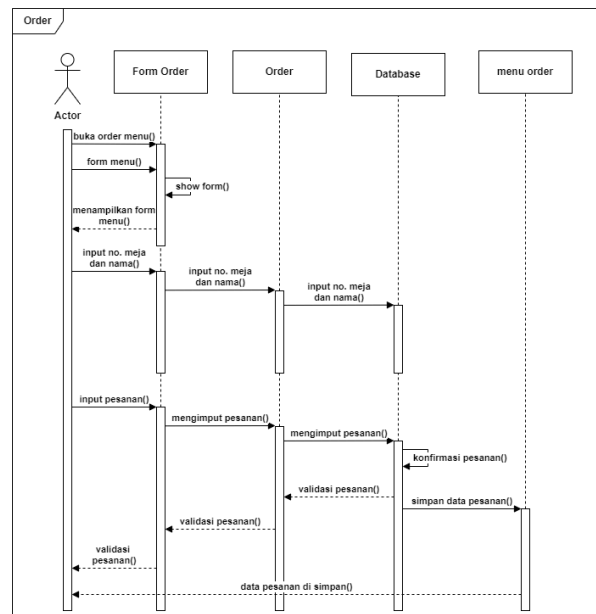 Order
Form Order
Order
Database
menu order
Actor
buka order menu()
form menu()
show form()
menampilkan form
menu()
input no. meja
dan nama()
input no. meja
dan nama()
input no. meja
dan nama()
input pesanan()
mengimput pesanan()
mengimput pesanan()
konfirmasi pesanan()
validasi pesanan()
simpan data pesanan()
validasi pesanan()
validasi
pesanan()
data pesanan di simpan()